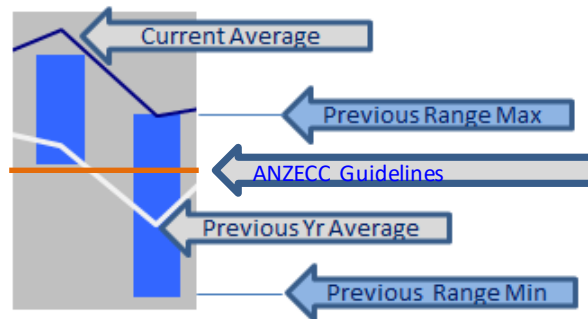 Current Average
Previous Range Max
ANZECC Guidelines
Previous Yr Average
Previous Range Min